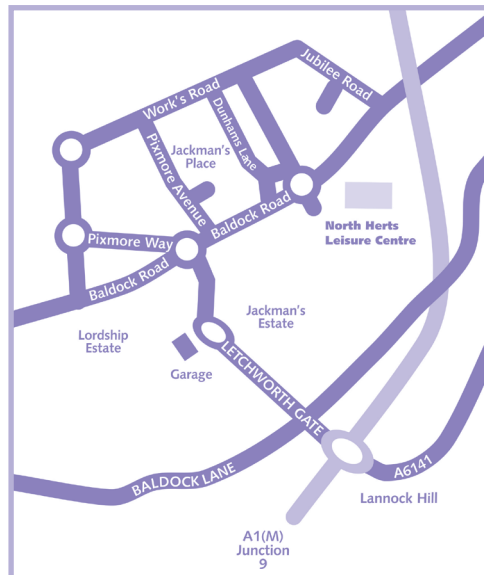 Jubilee Road
Work's Road
Dunhams Lane
Pixmore Avenue
Jackman's
Place
Baldock Road
North Herts
Leisure Centre
Pixmore Way
Baldock Road
Jackman's
Estate
Lordship
Estate
Garage
LETCHWORTH GATE
BALDOCK LANE
A6141
Lannock Hill
A1(M)
Junction
9